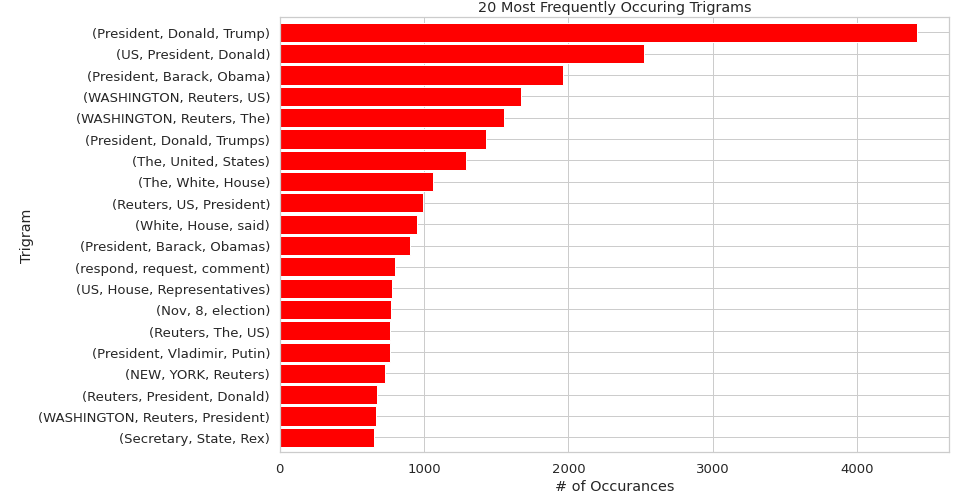 20 Most Frequently Occuring Trigrams
(President, Donald, Trump)
(US, President, Donald)
(President, Barack, Obama)
(WASHINGTON, Reuters, US)
(WASHINGTON, Reuters, The)
(President, Donald, Trumps)
(The, United, States)
(The, White, House)
(Reuters, US, President)
(White, House, said)
(President, Barack, Obamas)
(respond, request, comment)
(US, House, Representatives)
(Nov, 8, election)
(Reuters, The, US)
(President, Vladimir, Putin)
(NEW, YORK, Reuters)
(Reuters, President, Donald)
(WASHINGTON, Reuters, President)
(Secretary, State, Rex)
Trigram
0 1000 2000 3000 4000
# of Occurances